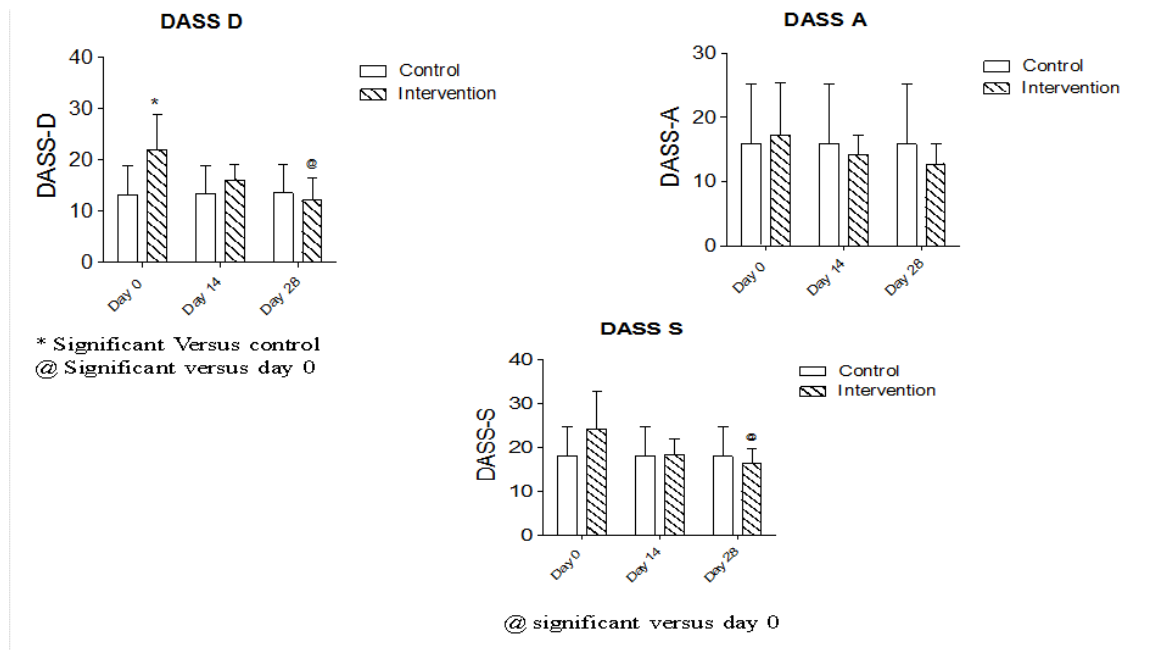 DASS D
40
30
20
10
0
DASS-D
*
@
Day 0
Day 14
Day 28
Control
Intervention
* Significant Versus control
@ Significant versus day 0
DASS A
30
20
10
0
DASS-A
Day 0
Day 14
Day 28
Control
Intervention
DASS S
40
30
20
10
0
DASS-S
@
Day 0
Day 14
Day 28
Control
Intervention
@ significant versus day 0